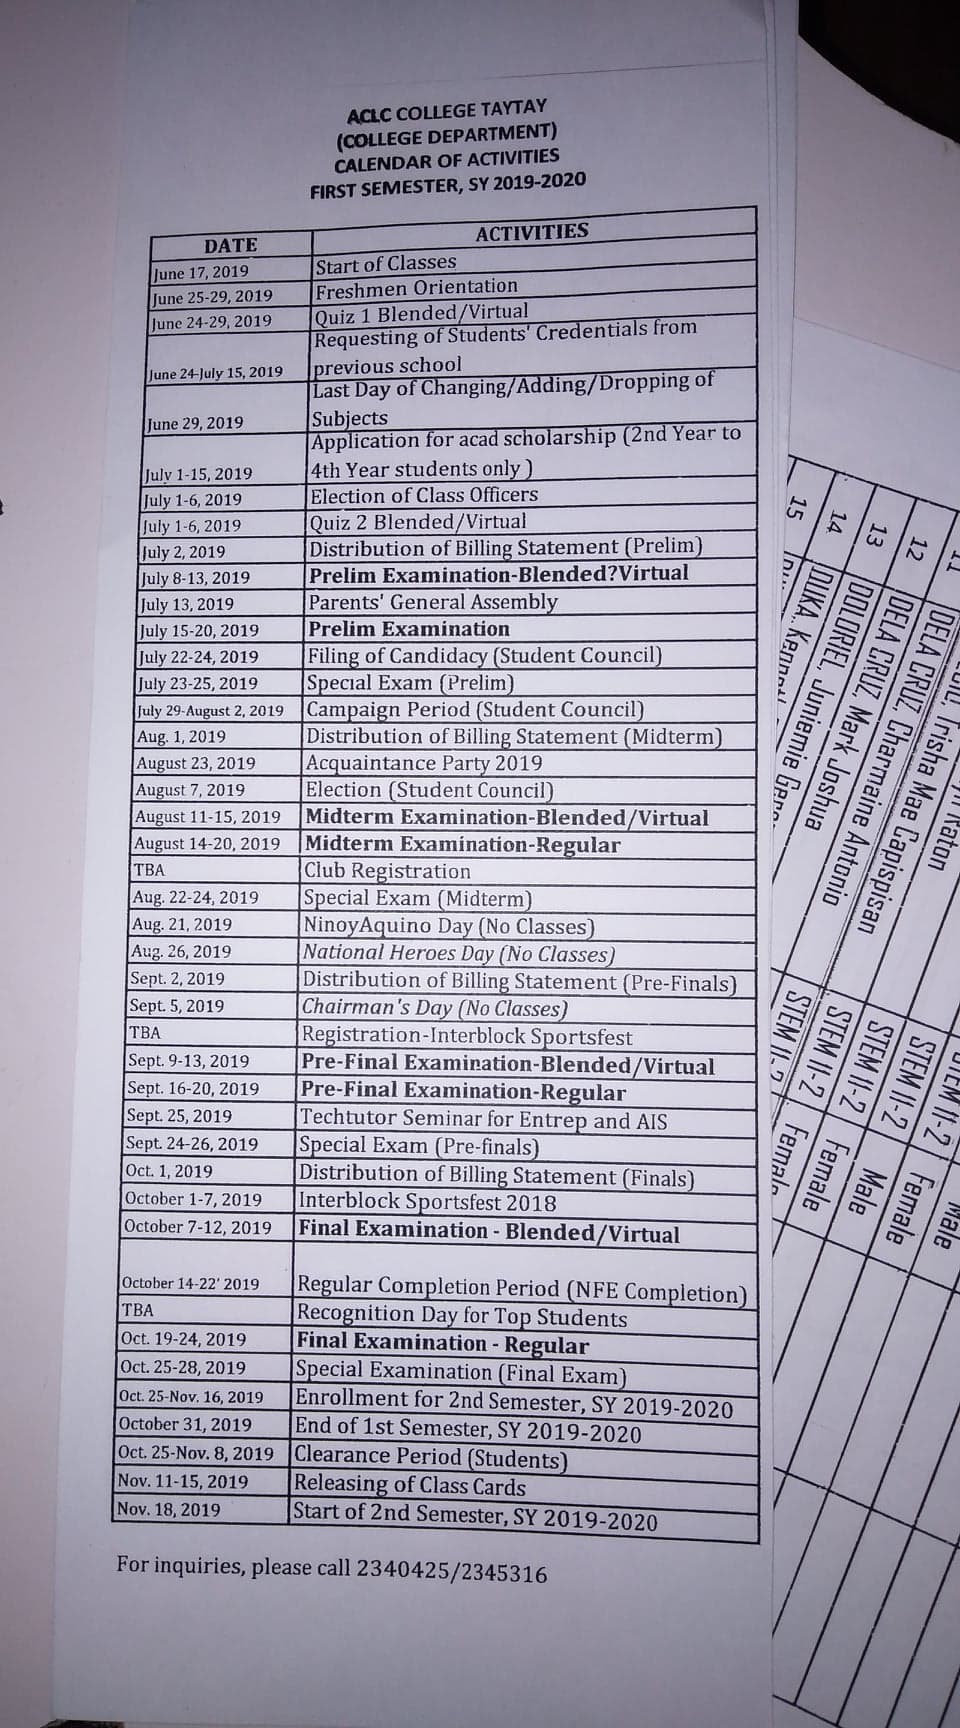 ACLC COLLEGE TAYTAY
(COLLEGE DEPARTMENT)
CALENDAR OF ACTIVITIES
FIRST SEMESTER, SY 2019-2020
DATE ACTIVITIES
June 17, 2019 Start of Classes
June 25-29, 2019 Freshmen Orientation
June 24-29, 2019 Quiz 1 Blended/Virtual
Requesting of Students' Credentials from
June 24-July 15, 2019 previous school
Last Day of Changing/Adding/Dropping of
June 29, 2019 Subjects
Application for acad scholarship (2nd Year to
July 1-15, 2019 4th Year students only )
July 1-6, 2019 Election of Class Officers
July 1-6, 2019 Quiz 2 Blended/Virtual
July 2, 2019 Distribution of Billing Statement (Prelim)
July 8-13, 2019 Prelim Examination-Blended?Virtual
July 13, 2019 Parents' General Assembly
July 15-20, 2019 Prelim Examination
July 22-24, 2019 Filing of Candidacy (Student Council)
July 23-25, 2019 Special Exam (Prelim)
July 29-August 2, 2019 Campaign Period (Student Council)
Aug. 1, 2019 Distribution of Billing Statement (Midterm)
August 23, 2019 Acquaintance Party 2019
August 7, 2019 Election (Student Council)
August 11-15, 2019 Midterm Examination-Blended/Virtual
August 14-20, 2019 Midterm Examination-Regular
TBA Club Registration
Aug. 22-24, 2019 Special Exam (Midterm)
Aug. 21, 2019 NinoyAquino Day (No Classes)
Aug. 26, 2019 National Heroes Day (No Classes)
Sept. 2, 2019 Distribution of Billing Statement (Pre-Finals)
Sept. 5, 2019 Chairman's Day (No Classes)
TBA Registration-Interblock Sportsfest
Sept. 9-13, 2019 Pre-Final Examination-Blended/Virtual
Sept. 16-20, 2019 Pre-Final Examination-Regular
Sept. 25, 2019 Techtutor Seminar for Entrep and AIS
Sept. 24-26, 2019 Special Exam (Pre-finals)
Oct. 1, 2019 Distribution of Billing Statement (Finals)
October 1-7, 2019 Interblock Sportsfest 2018
October 7-12, 2019 Final Examination - Blended/Virtual
October 14-22' 2019 Regular Completion Period (NFE Completion)
TBA Recognition Day for Top Students
Oct. 19-24, 2019 Final Examination - Regular
Oct. 25-28, 2019 Special Examination (Final Exam)
Oct. 25-Nov. 16, 2019 Enrollment for 2nd Semester, SY 2019-2020
October 31, 2019 End of 1st Semester, SY 2019-2020
Oct. 25-Nov. 8, 2019 Clearance Period (Students)
Nov. 11-15, 2019 Releasing of Class Cards
Nov. 18, 2019 Start of 2nd Semester, SY 2019-2020
For inquiries, please call 2340425/2345316
Raton
11 Trisha Mae Capispisan STEM 11-2 Male
12 DELA CRUZ, Charmaine Antonio STEM 11-2 Female
13 DELA CRUZ, Mark Joshua STEM 11-2 Male
14 DOLORIEL, Juniemie STEM 11-2 Female
15 DUKA, STEM 11-2 Female